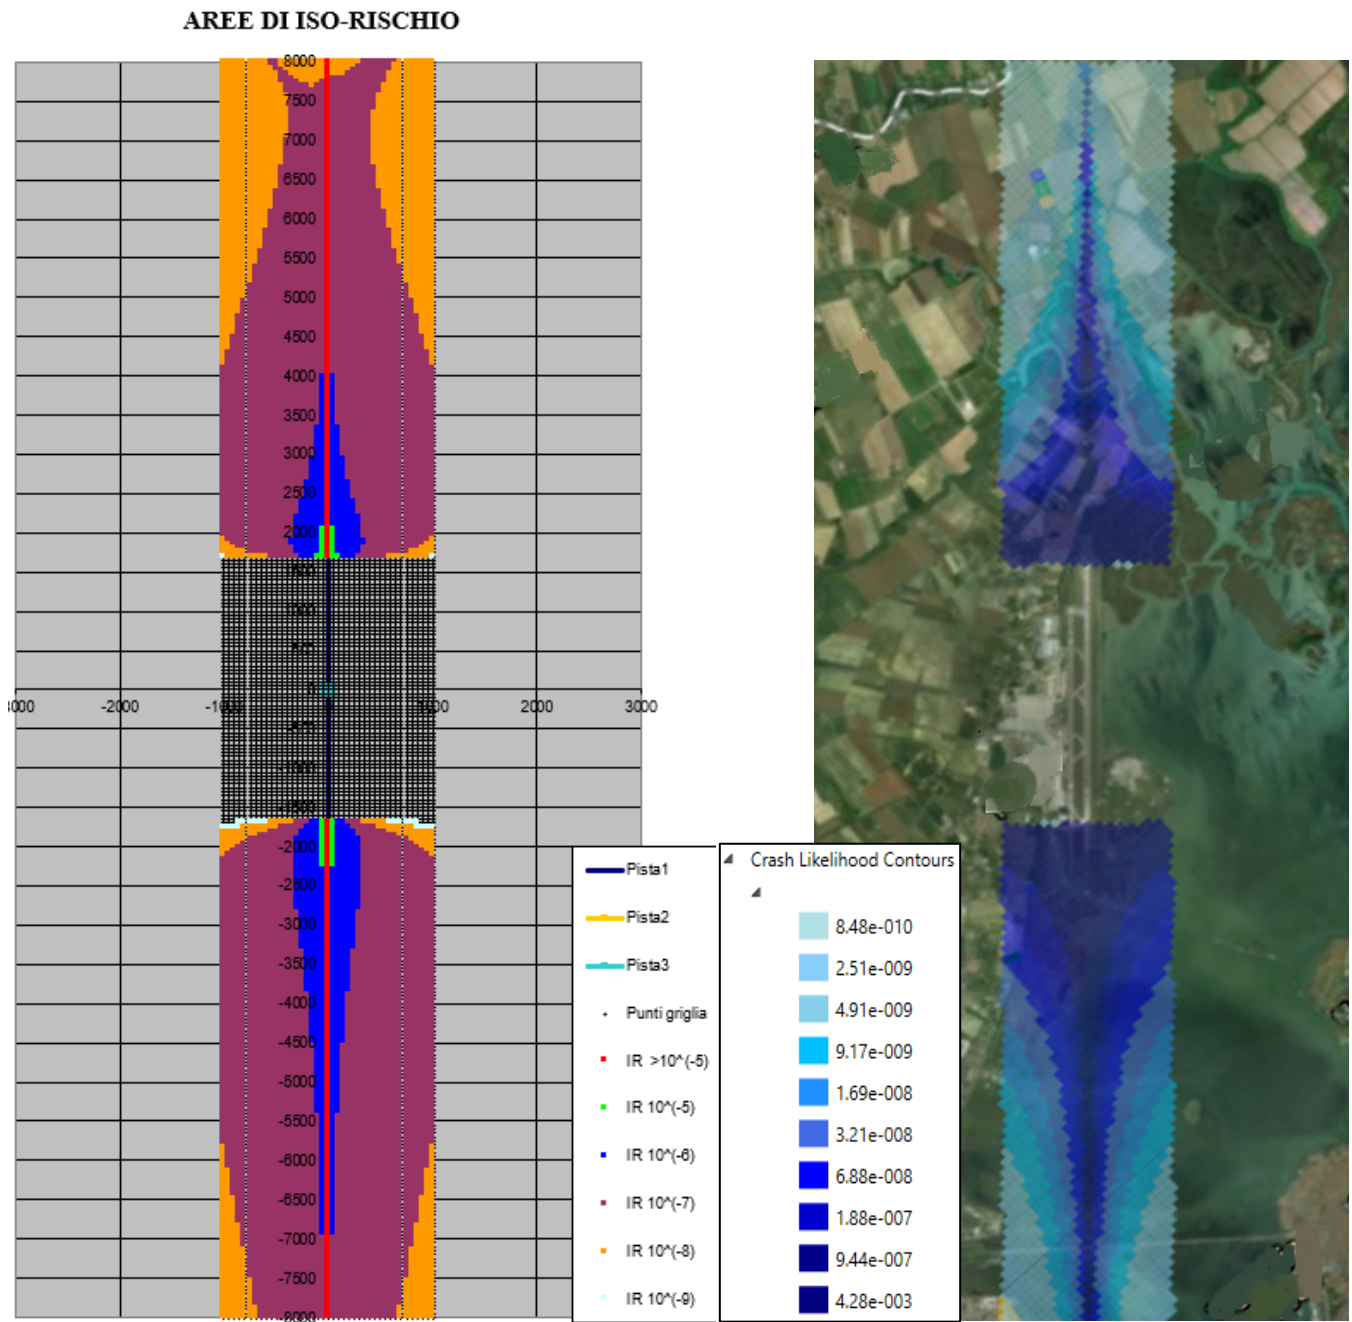 AREE DI ISO-RISCHIO
8000
7500
7000
6500
6000
5500
5000
4500
4000
3500
3000
2500
2000
-2000
2000
3000
-2000
-2500
-3000
-3500
-4000
-4500
-5000
-5500
-6000
-6500
-7000
-7500
-8000
Pista1
Pista2
Pista3
Punti griglia
IR >10^(-5)
IR 10^(-5)
IR 10^(-6)
IR 10^(-7)
IR 10^(-8)
IR 10^(-9)
Crash Likelihood Contours
8.48e-010
2.51e-009
4.91e-009
9.17e-009
1.69e-008
3.21e-008
6.88e-008
1.88e-007
9.44e-007
4.28e-003